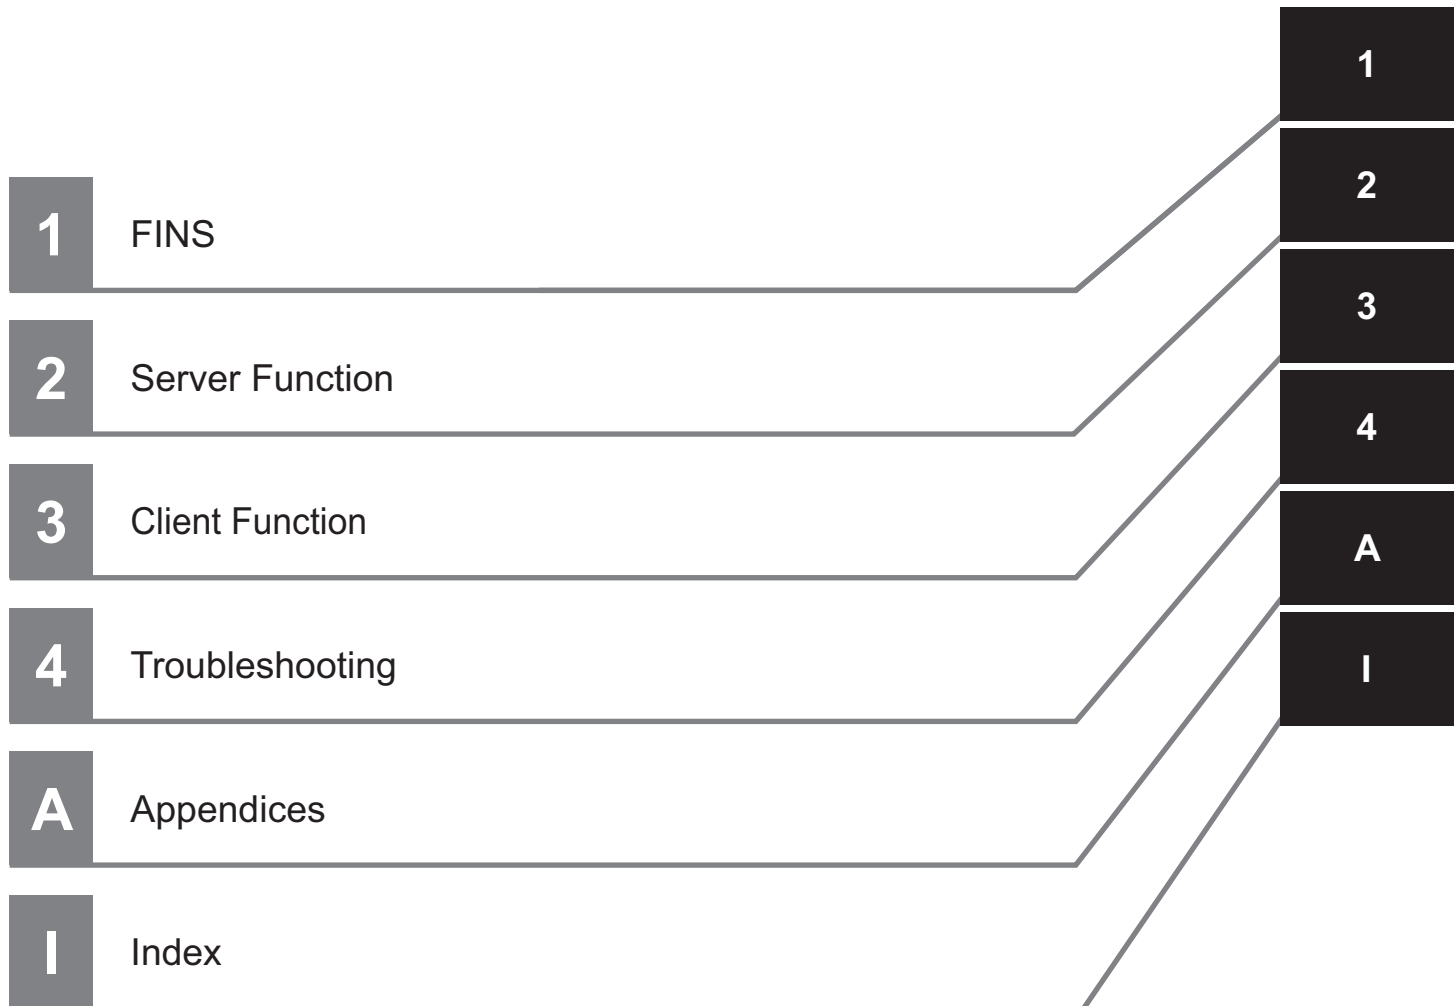 1 FINS
2 Server Function
3 Client Function
4 Troubleshooting
A Appendices
I Index
1
2
3
4
A
I